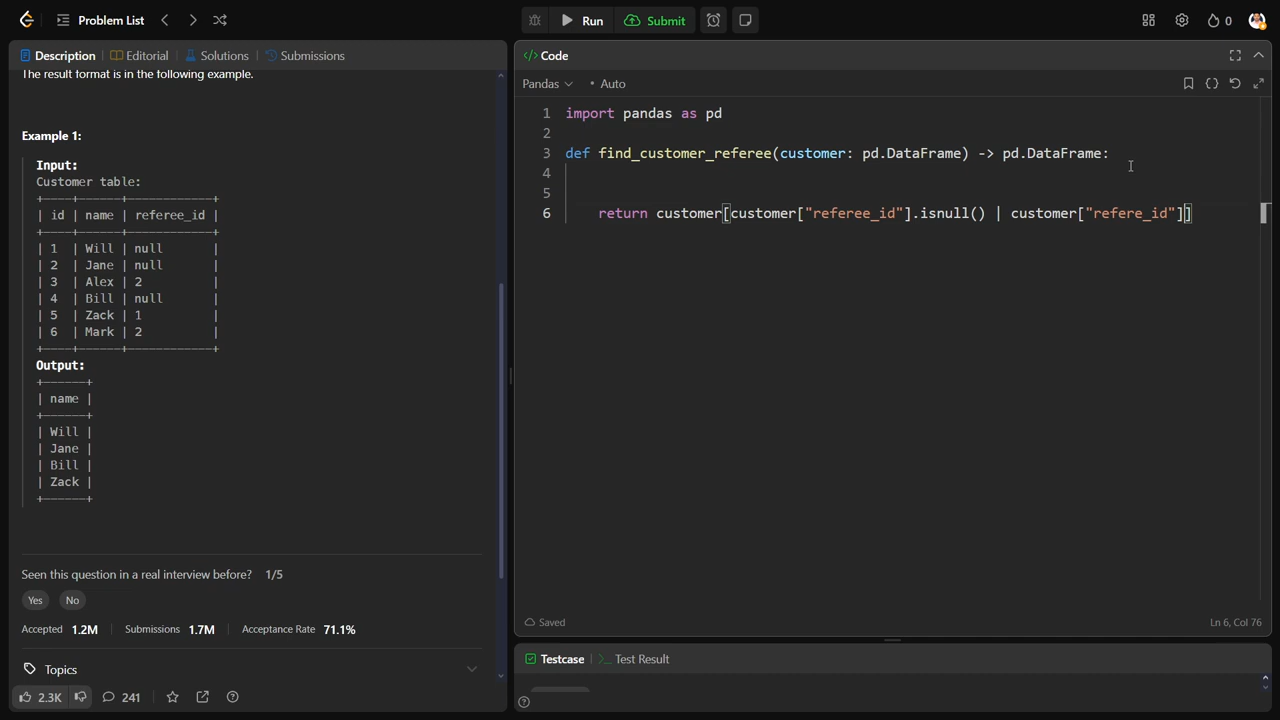 Problem List
Run
Submit
0
Description
Editorial
Solutions
Submissions
Code
The result format is in the following example.
Pandas
Auto
Example 1:
Input:
Customer table:
+----+------+------------+
| id | name | referee_id |
+----+------+------------+
| 1  | Will | null       |
| 2  | Jane | null       |
| 3  | Alex | 2          |
| 4  | Bill | null       |
| 5  | Zack | 1          |
| 6  | Mark | 2          |
+----+------+------------+
Output:
+------+
| name |
+------+
| Will |
| Jane |
| Bill |
| Zack |
+------+
Seen this question in a real interview before? 1/5
Yes
No
Accepted 1.2M
Submissions 1.7M
Acceptance Rate 71.1%
Topics
2.3K
241
1 import pandas as pd
2
3 def find_customer_referee(customer: pd.DataFrame) -> pd.DataFrame:
4
5
6     return customer[customer["referee_id"].isnull() | customer["refere_id"]]
Saved
Ln 6, Col 76
Testcase
Test Result